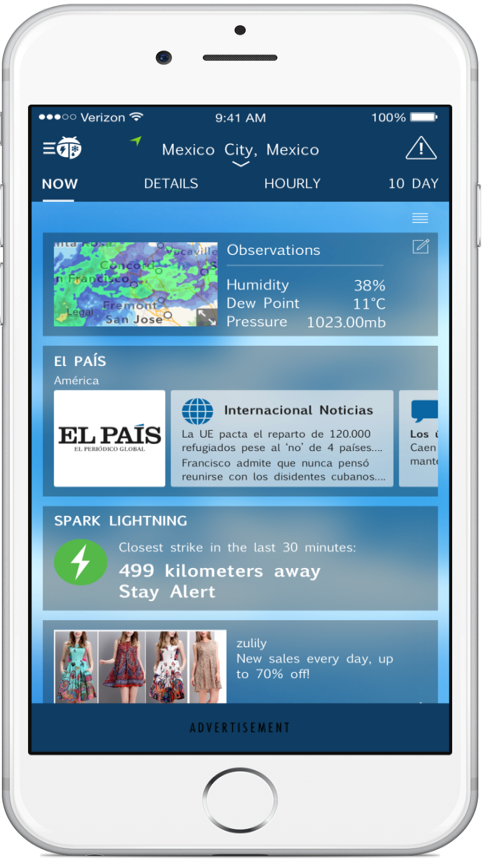 Verizon 9:41 AM 100%
Mexico City, Mexico
NOW DETAILS HOURLY 10 DAY
Observations
Vacaville
Concord
n Francisco
Fremont
San Jose
Legal
Humidity 38%
Dew Point 11°C
Pressure 1023.00mb
El PAÍS
América
EL PAÍS
EL PERIÓDICO GLOBAL
Internacional Noticias
La UE pacta el reparto de 120.000
refugiados pese al 'no' de 4 países....
Francisco admite que nunca pensó
reunirse con los disidentes cubanos....
Los ú
Caen
mant
SPARK LIGHTNING
Closest strike in the last 30 minutes:
499 kilometers away
Stay Alert
zulily
New sales every day, up
to 70% off!
ADVERTISEMENT